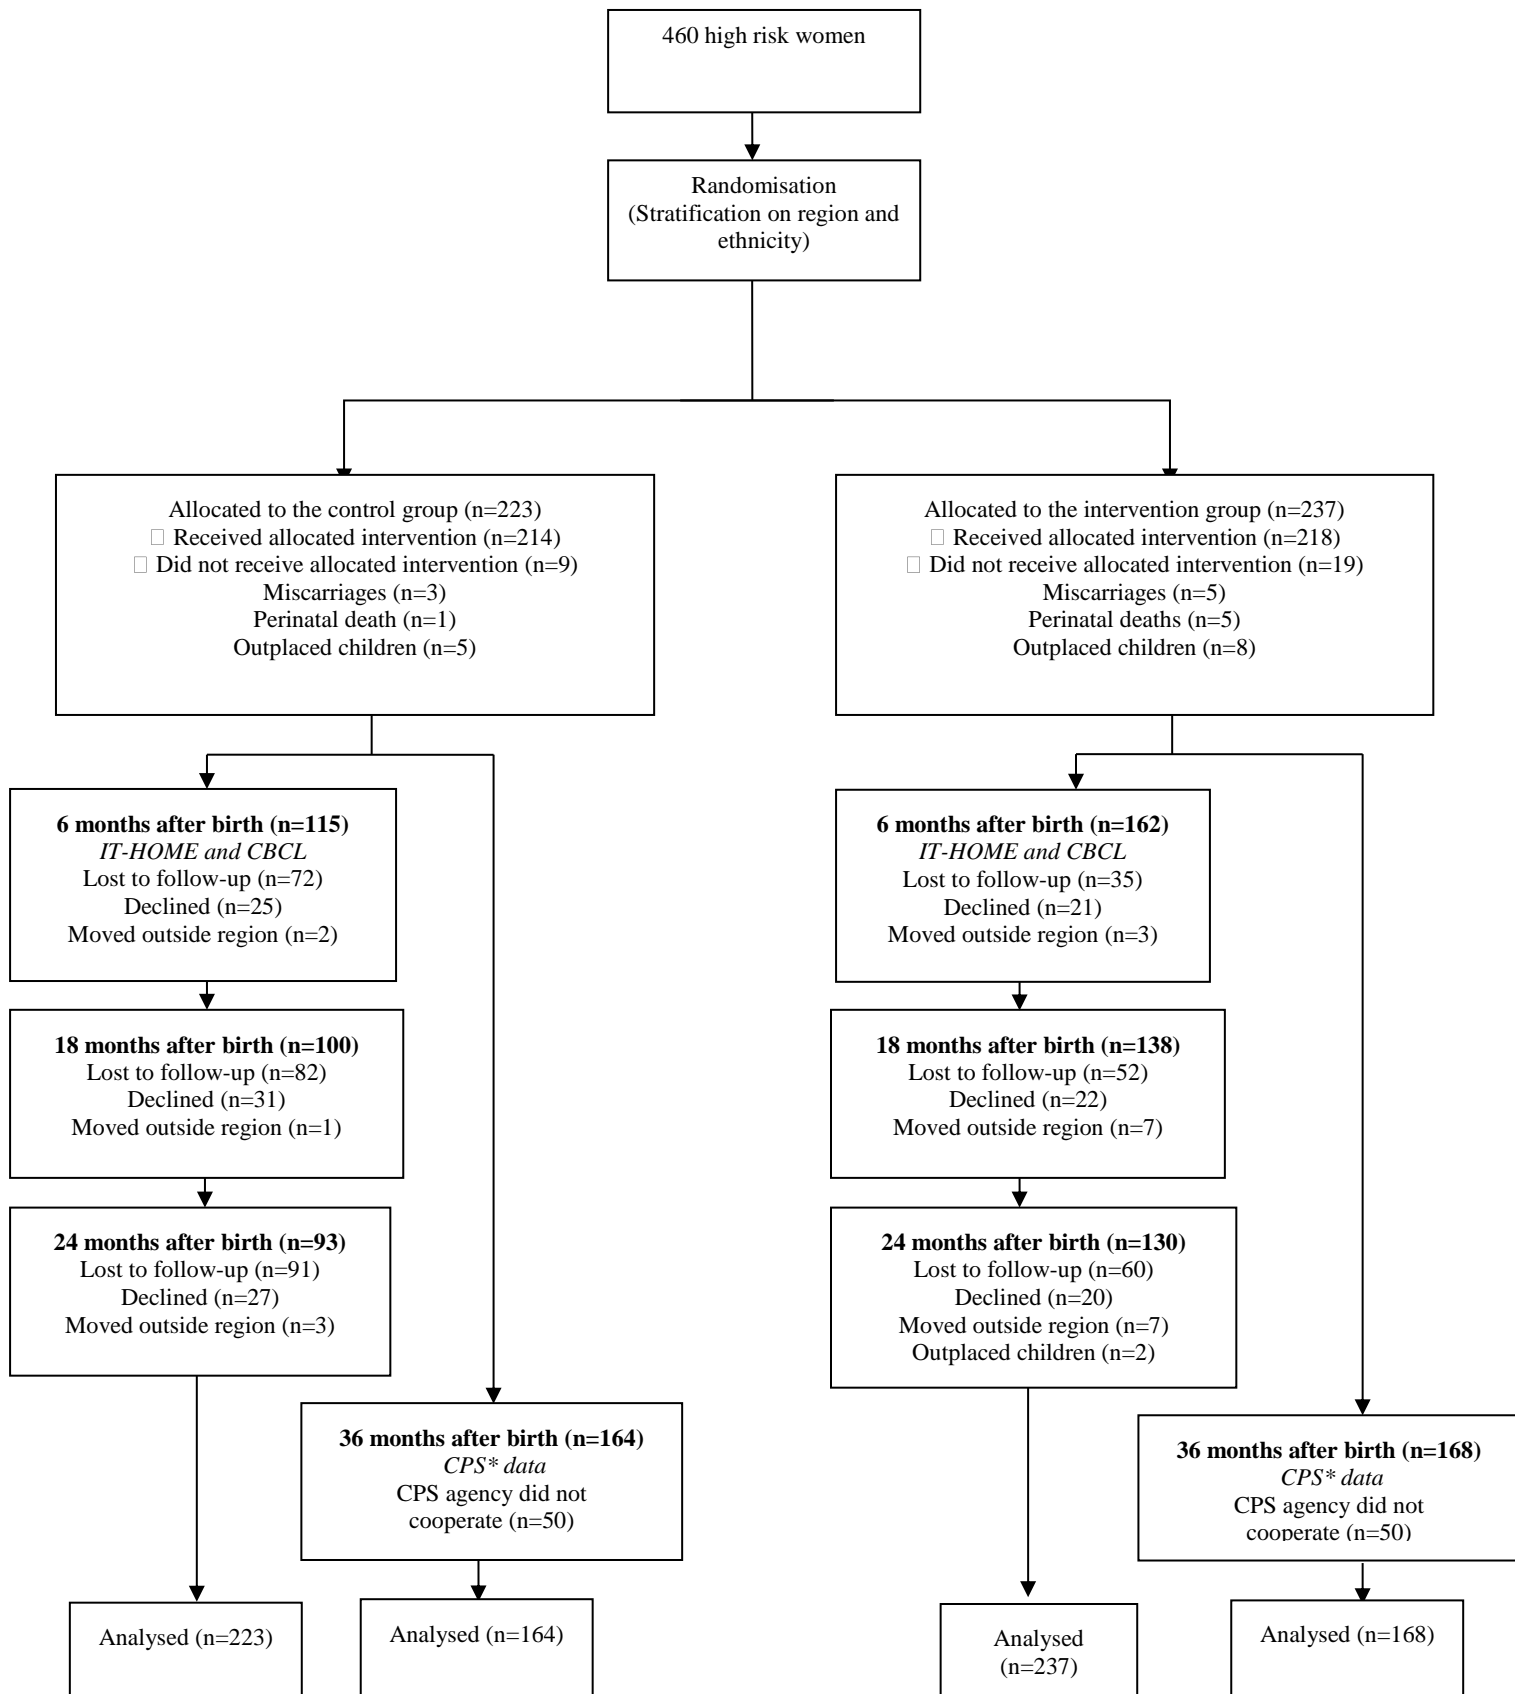 460 high risk women
Randomisation
(Stratification on region and
ethnicity)
Allocated to the control group (n=223)
□ Received allocated intervention (n=214)
□ Did not receive allocated intervention (n=9)
Miscarriages (n=3)
Perinatal death (n=1)
Outplaced children (n=5)
Allocated to the intervention group (n=237)
□ Received allocated intervention (n=218)
□ Did not receive allocated intervention (n=19)
Miscarriages (n=5)
Perinatal deaths (n=5)
Outplaced children (n=8)
6 months after birth (n=115)
IT-HOME and CBCL
Lost to follow-up (n=72)
Declined (n=25)
Moved outside region (n=2)
6 months after birth (n=162)
IT-HOME and CBCL
Lost to follow-up (n=35)
Declined (n=21)
Moved outside region (n=3)
18 months after birth (n=100)
Lost to follow-up (n=82)
Declined (n=31)
Moved outside region (n=1)
18 months after birth (n=138)
Lost to follow-up (n=52)
Declined (n=22)
Moved outside region (n=7)
24 months after birth (n=93)
Lost to follow-up (n=91)
Declined (n=27)
Moved outside region (n=3)
24 months after birth (n=130)
Lost to follow-up (n=60)
Declined (n=20)
Moved outside region (n=7)
Outplaced children (n=2)
36 months after birth (n=164)
CPS* data
CPS agency did not
cooperate (n=50)
36 months after birth (n=168)
CPS* data
CPS agency did not
cooperate (n=50)
Analysed (n=223)
Analysed (n=164)
Analysed
(n=237)
Analysed (n=168)